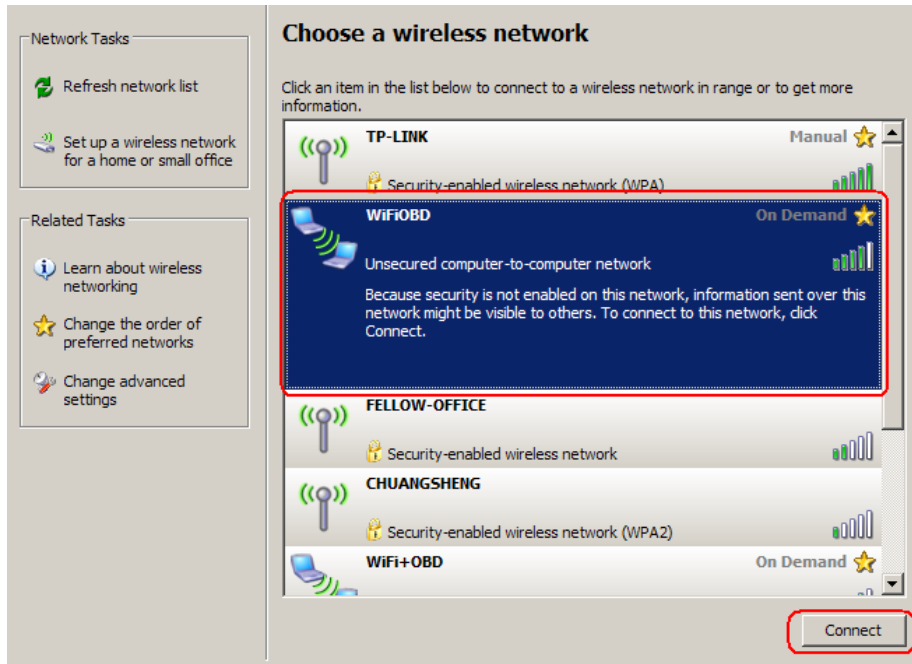 Network Tasks
Refresh network list
Set up a wireless network
for a home or small office
Related Tasks
Learn about wireless
networking
Change the order of
preferred networks
Change advanced
settings
Choose a wireless network
Click an item in the list below to connect to a wireless network in range or to get more
information.
TP-LINK Manual
Security-enabled wireless network (WPA)
WiFiOBD On Demand
Unsecured computer-to-computer network
Because security is not enabled on this network, information sent over this
network might be visible to others. To connect to this network, click
Connect.
FELLOW-OFFICE
Security-enabled wireless network
CHUANGSHENG
Security-enabled wireless network (WPA2)
WiFi+OBD On Demand
Connect